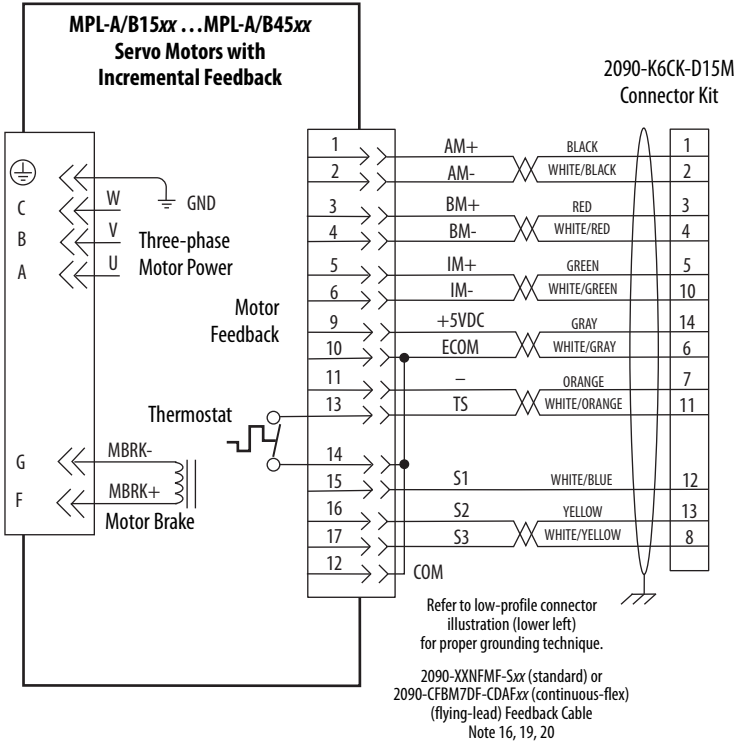 MPL-A/B15xx …MPL-A/B45xx
Servo Motors with
Incremental Feedback
2090-K6CK-D15M
Connector Kit
1 AM+ BLACK 1
2 AM- WHITE/BLACK 2
C W GND
3 BM+ RED 3
B V Three-phase
4 BM- WHITE/RED 4
A U Motor Power
5 IM+ GREEN 5
6 IM- WHITE/GREEN 10
Motor
Feedback
9 +5VDC GRAY 14
10 ECOM WHITE/GRAY 6
11 – ORANGE 7
Thermostat
13 TS WHITE/ORANGE 11
G MBRK-
14
15 S1 WHITE/BLUE 12
F MBRK+
16 S2 YELLOW 13
Motor Brake
17 S3 WHITE/YELLOW 8
12 COM
Refer to low-profile connector
illustration (lower left)
for proper grounding technique.
2090-XXNFMF-Sxx (standard) or
2090-CFBM7DF-CDAFxx (continuous-flex)
(flying-lead) Feedback Cable
Note 16, 19, 20